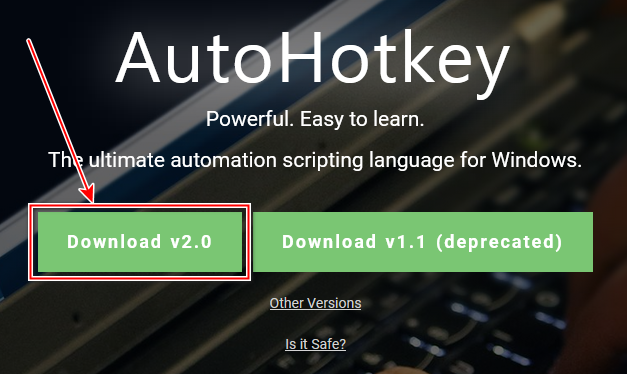 AutoHotkey
Powerful. Easy to learn.
The ultimate automation scripting language for Windows.
Download v2.0
Download v1.1 (deprecated)
Other Versions
Is it Safe?